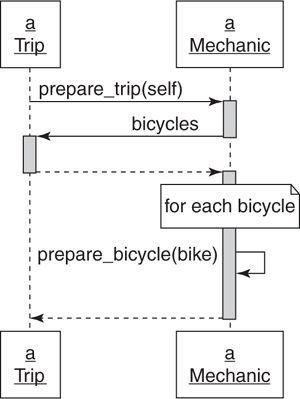 a
Trip
a
Mechanic
prepare_trip(self)
bicycles
for each bicycle
prepare_bicycle(bike)
a
Trip
a
Mechanic